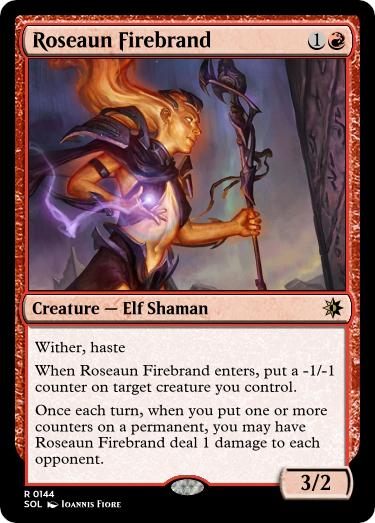 Roseaun Firebrand
1
Creature — Elf Shaman
Wither, haste
When Roseaun Firebrand enters, put a -1/-1
counter on target creature you control.
Once each turn, when you put one or more
counters on a permanent, you may have
Roseaun Firebrand deal 1 damage to each
opponent.
3/2
R 0144
SOL Ioannis Fiore